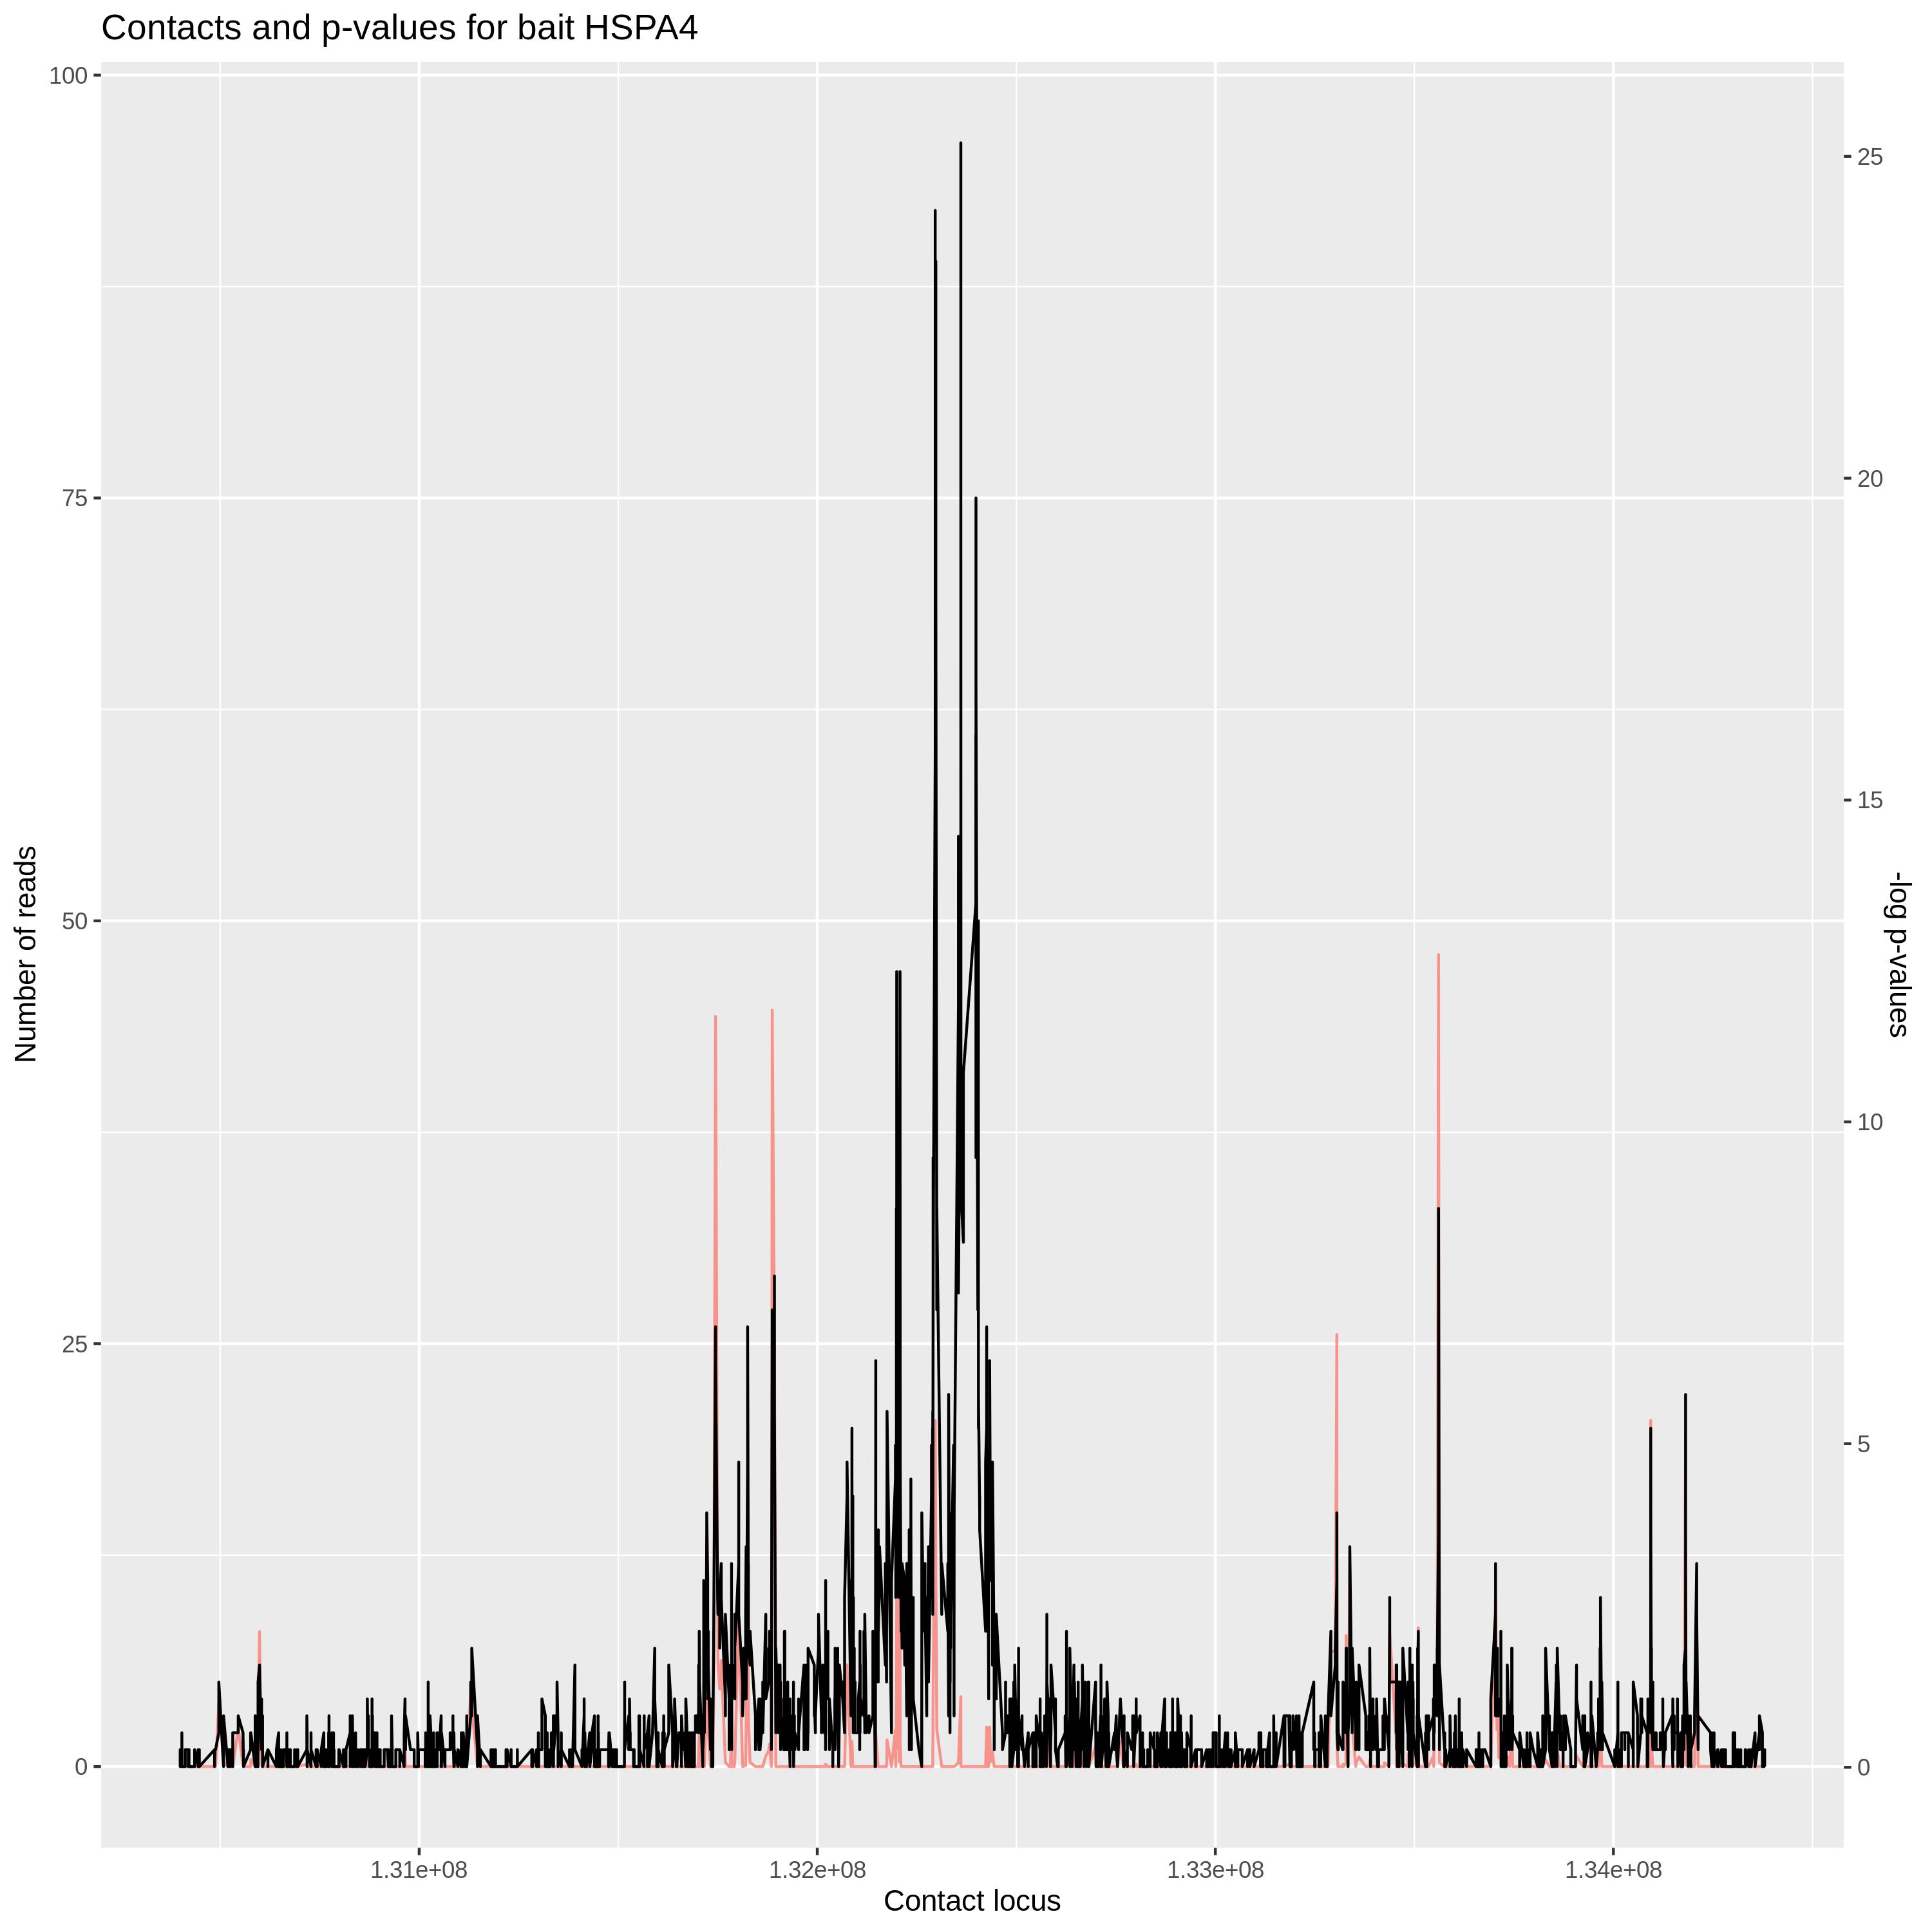 Contacts and p-values for bait HSPA4
100
75
50
25
0
Number of reads
25
20
15
10
5
0
-log p-values
1.31e+08
1.32e+08
1.33e+08
1.34e+08
Contact locus